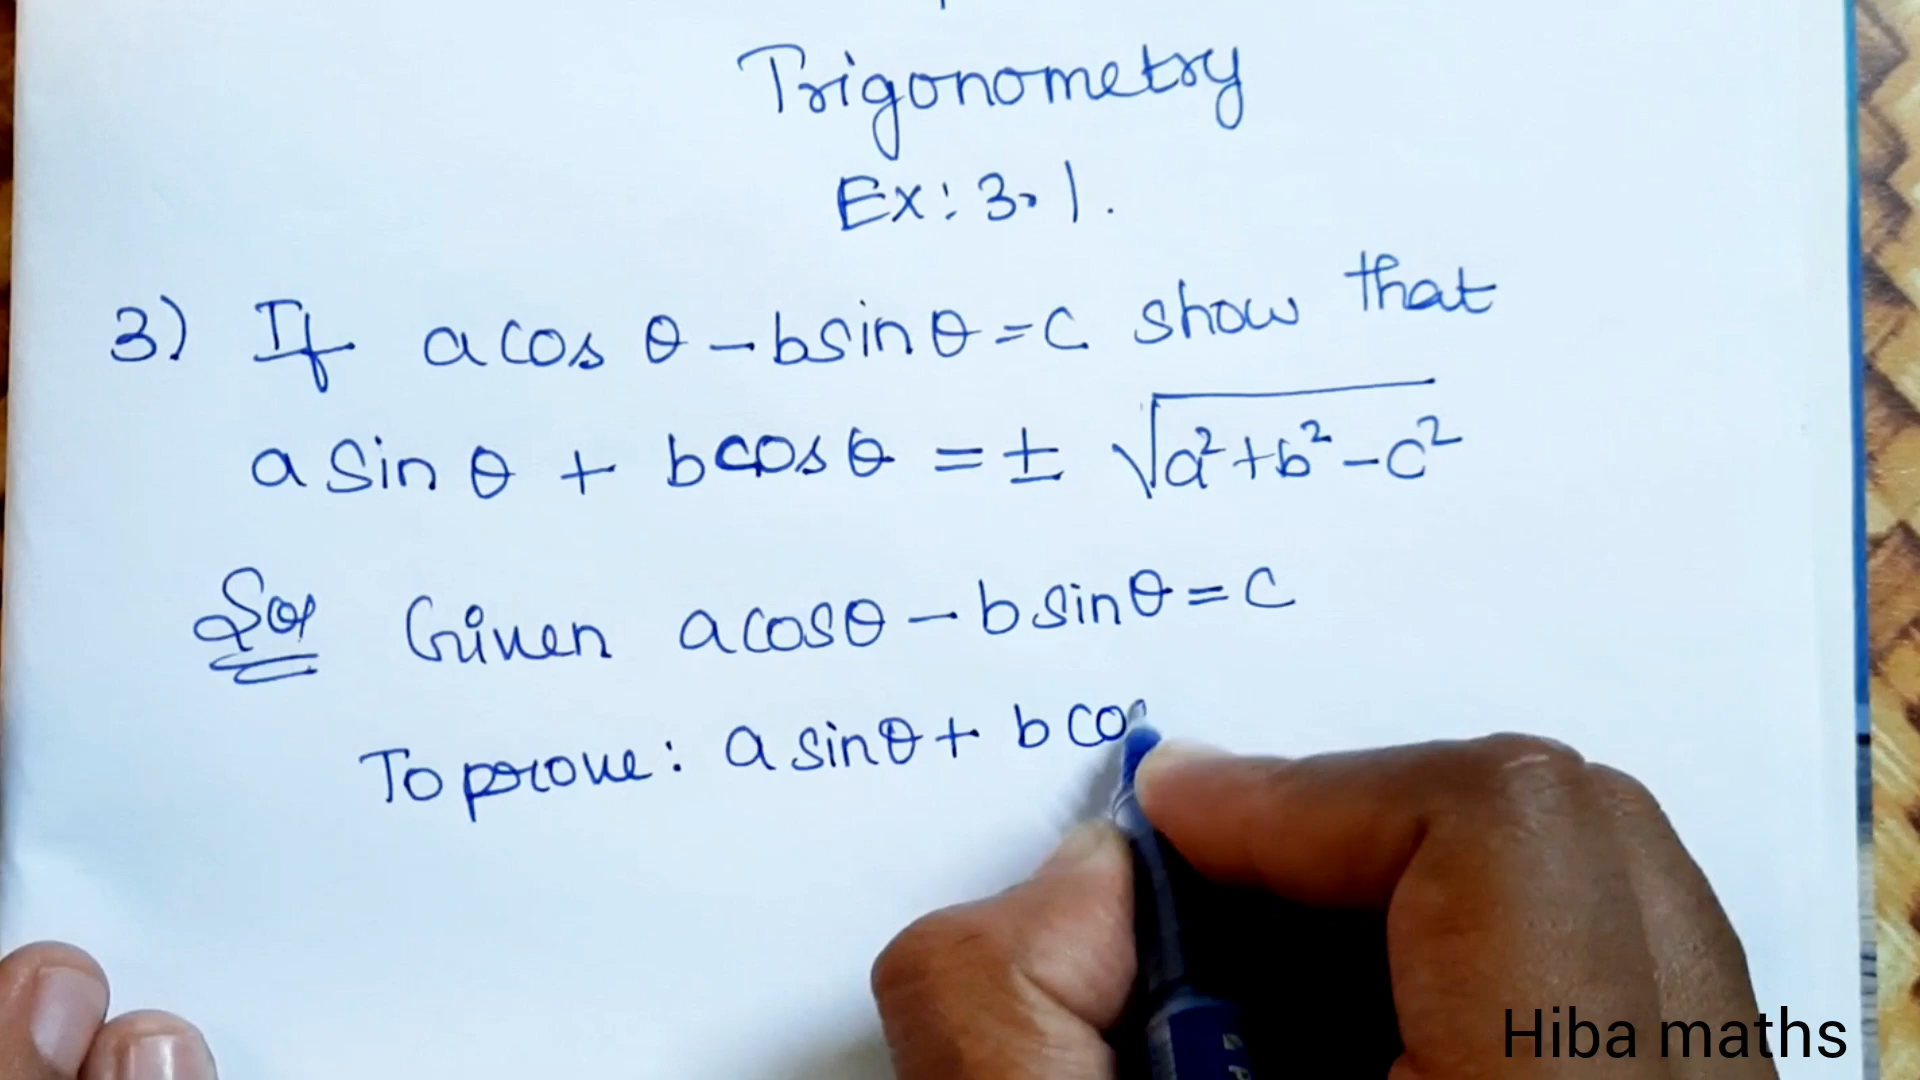 Trigonometry
Ex: 3.1.
3) If a cos θ - b sin θ = c show that
a sin θ + b cos θ = ± √a²+b²-c²
Sol Given a cos θ - b sin θ = c
To prove: a sin θ + b co
Hiba maths